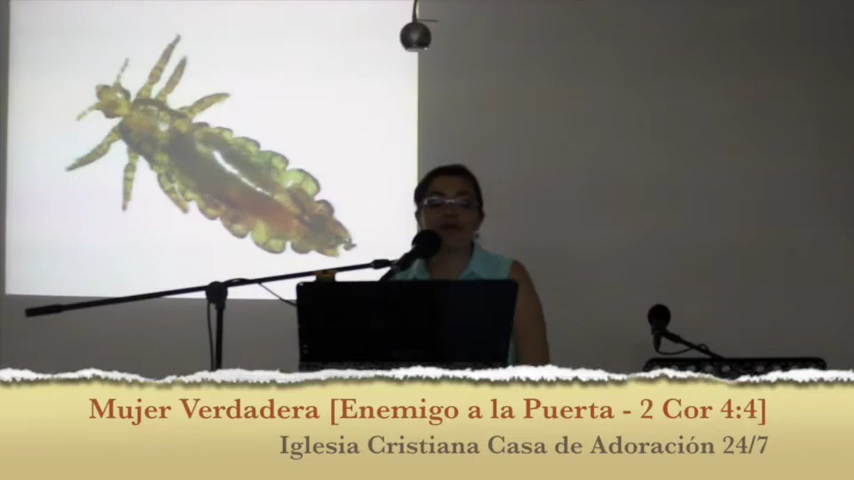 Mujer Verdadera [Enemigo a la Puerta - 2 Cor 4:4]
Iglesia Cristiana Casa de Adoración 24/7